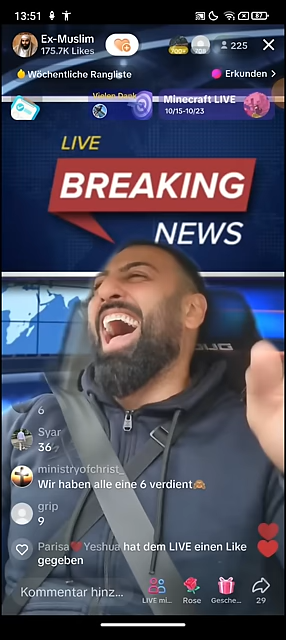 13:51
87
Ex-Muslim
175.7K Likes
225
Wöchentliche Rangliste
Erkunden
Vielen Dank
Minecraft LIVE
10/15-10/23
LIVE
BREAKING
NEWS
6
Syar
36
ministryofchrist_
Wir haben alle eine 6 verdient🙈
grip
9
Parisa❤️Yeshua hat dem LIVE einen Like
gegeben
Kommentar hinz...
LIVE mi...
Rose
Gesche...
29